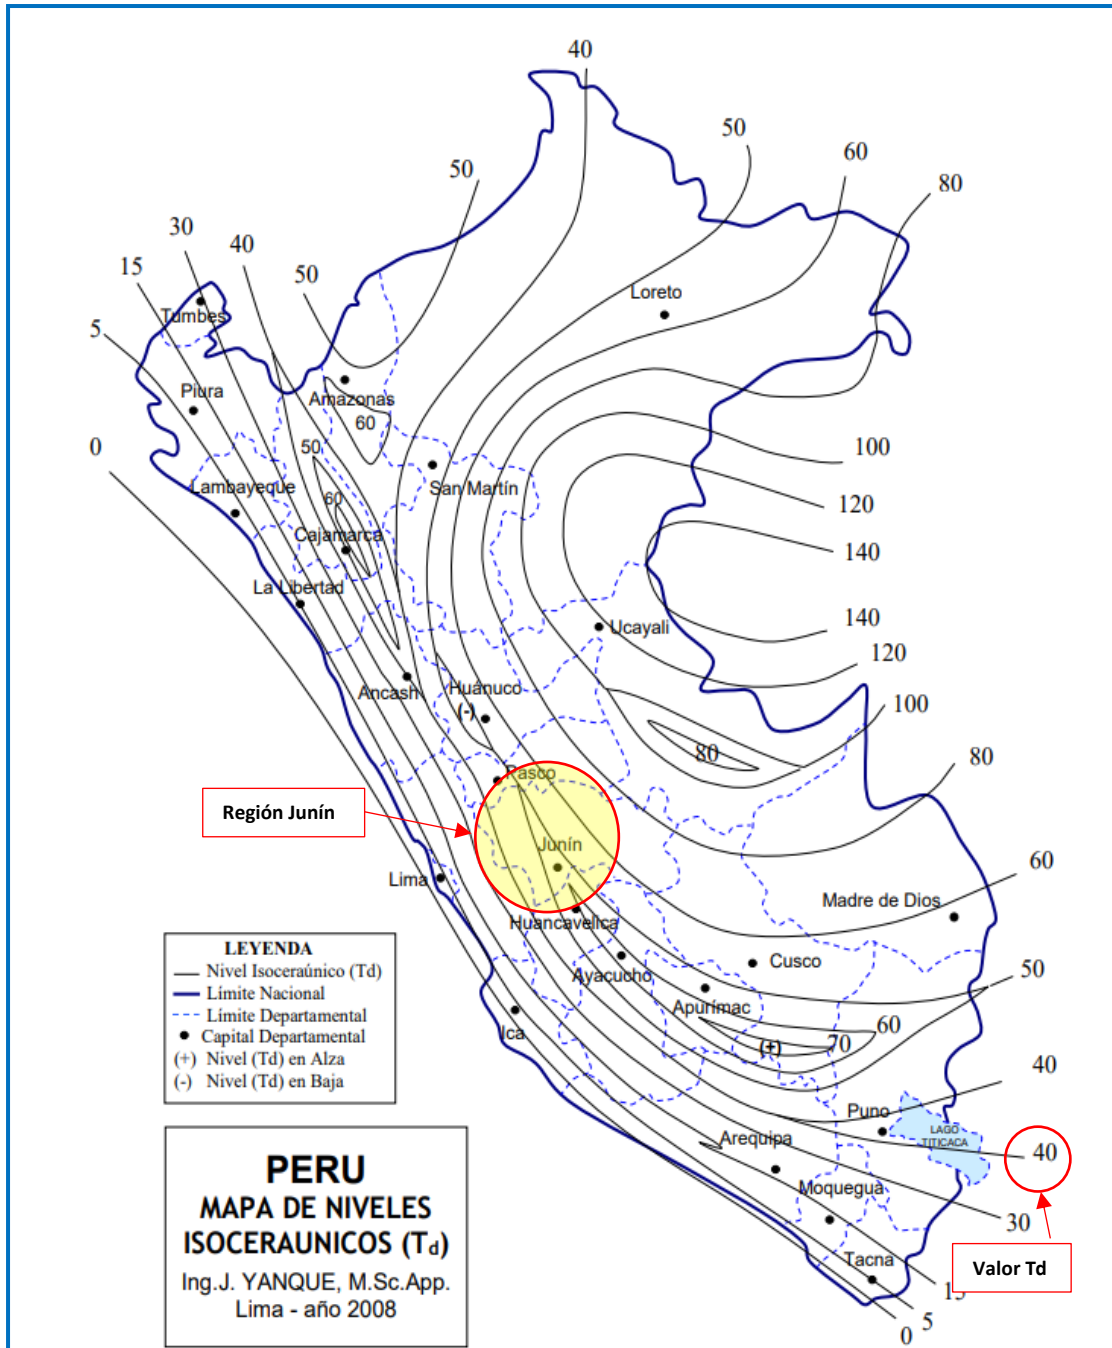 40
50
60
80
50
30
40
50
15
5
0
Tumbes
Piura
Amazonas
60
Loreto
50
60
Lambayeque
San Martín
Cajamarca
La Libertad
100
120
140
140
120
100
80
Ucayali
Ancash
Huánuco
(-)
80
Pasco
Región Junín
Junín
Lima
Huancavelica
60
Madre de Dios
Ayacucho
Cusco
50
Apurímac
Ica
(+)
70
60
40
Puno
LAGO
TITICACA
40
Arequipa
Moquegua
30
Tacna
Valor Td
15
5
0
LEYENDA
Nivel Isoceraúnico (Td)
Límite Nacional
Límite Departamental
Capital Departamental
(+) Nivel (Td) en Alza
(-) Nivel (Td) en Baja
PERU
MAPA DE NIVELES
ISOCERAUNICOS (Td)
Ing.J. YANQUE, M.Sc.App.
Lima - año 2008